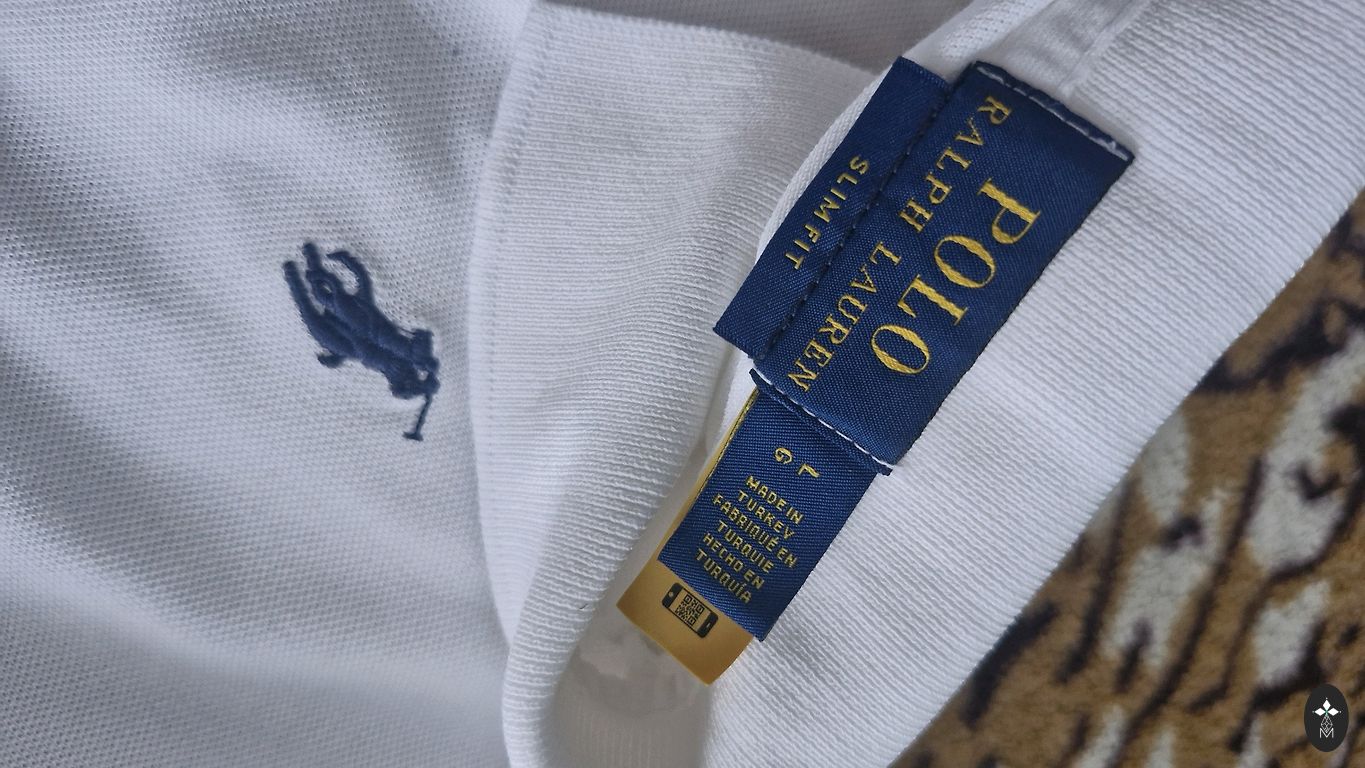 POLO
RALPH LAUREN
SLIM FIT
MADE IN
TURKEY
FABRIQUÉ EN
TURQUIE
HECHO EN
TURQUÍA
M